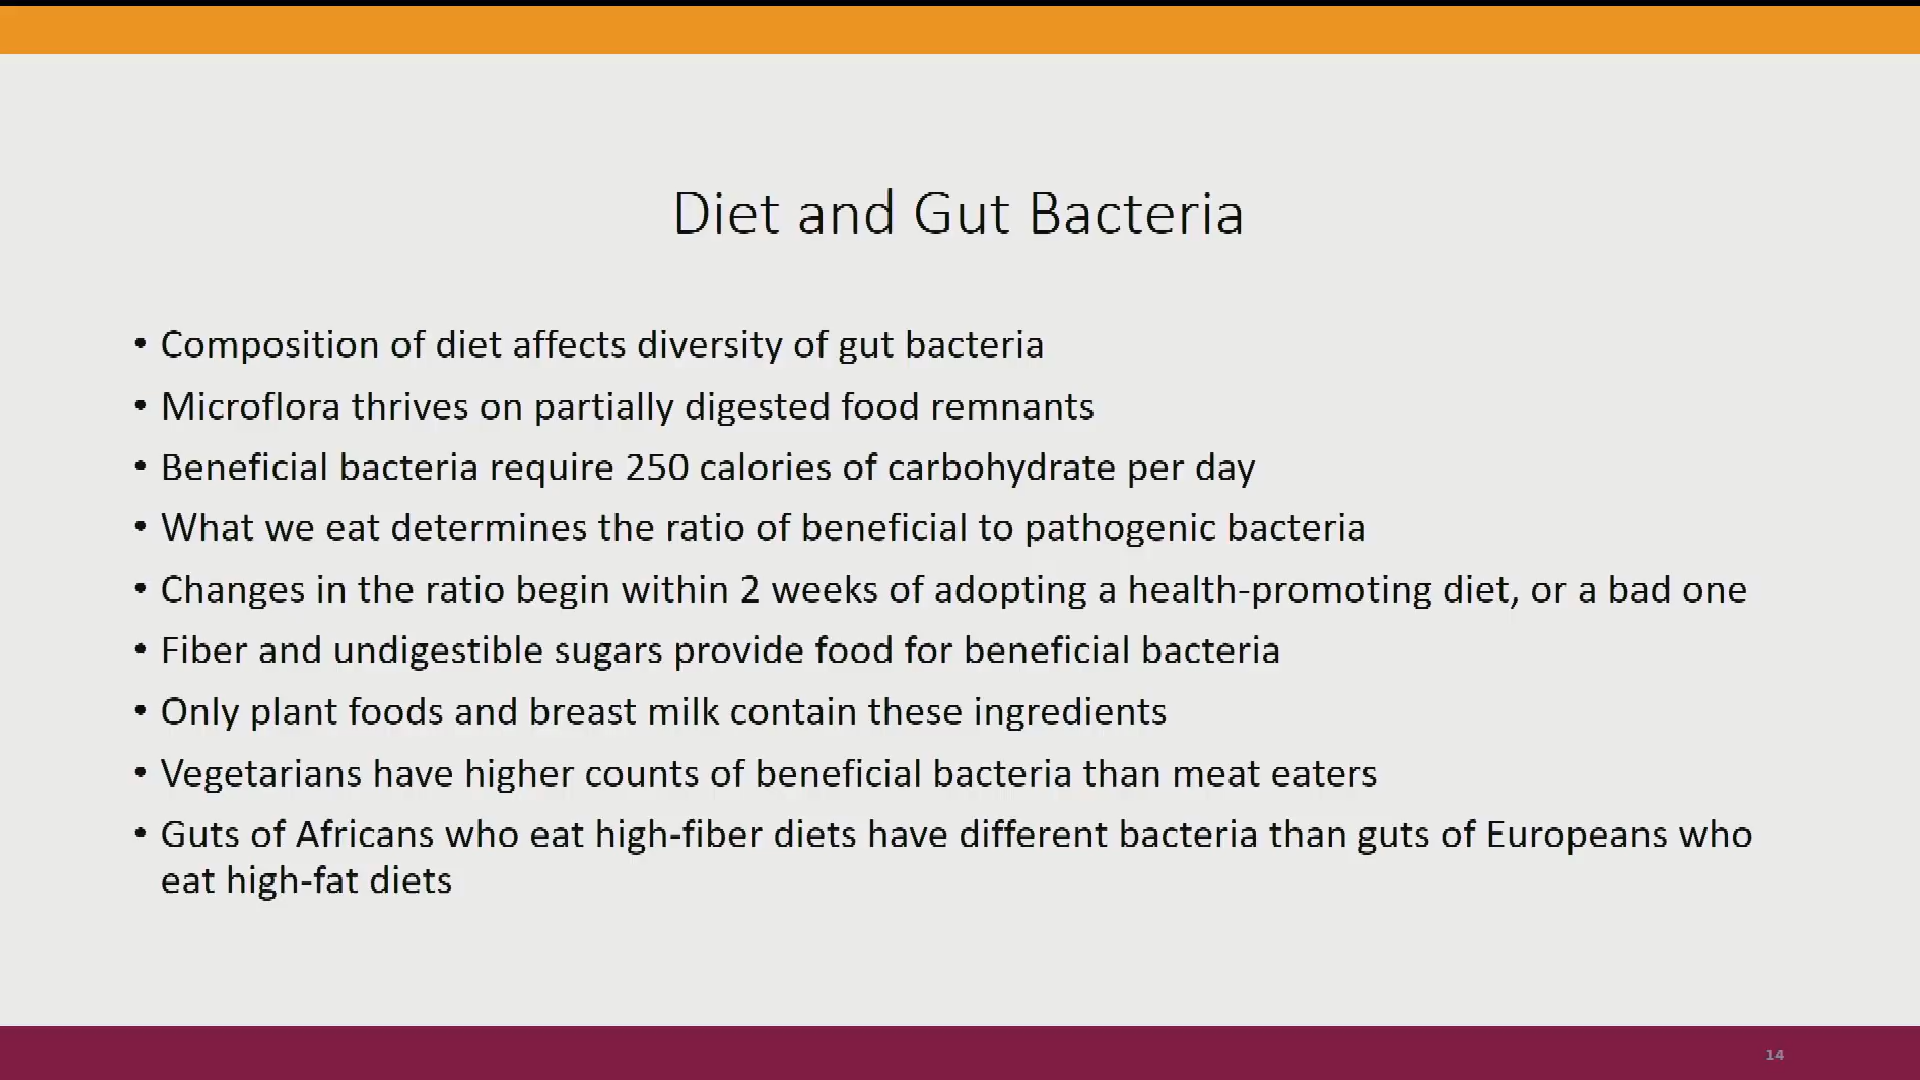 Diet and Gut Bacteria
• Composition of diet affects diversity of gut bacteria
• Microflora thrives on partially digested food remnants
• Beneficial bacteria require 250 calories of carbohydrate per day
• What we eat determines the ratio of beneficial to pathogenic bacteria
• Changes in the ratio begin within 2 weeks of adopting a health-promoting diet, or a bad one
• Fiber and undigestible sugars provide food for beneficial bacteria
• Only plant foods and breast milk contain these ingredients
• Vegetarians have higher counts of beneficial bacteria than meat eaters
• Guts of Africans who eat high-fiber diets have different bacteria than guts of Europeans who
eat high-fat diets
14